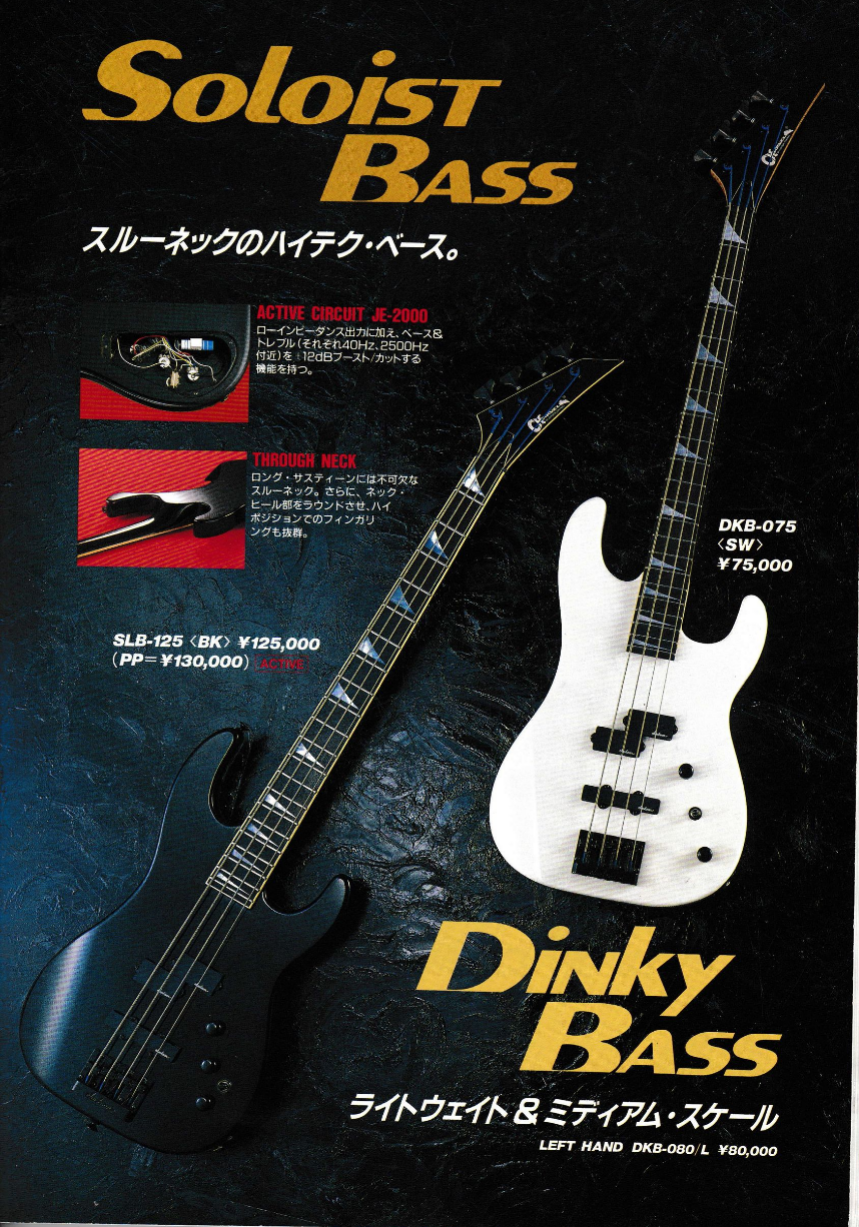 Soloist
Bass
スルーネックのハイテク・ベース。
ACTIVE CIRCUIT JE-2000
ローインピーダンス出力に加え、ベース&
トレブル(それぞれ40Hz、2500Hz
付近)を±12dBブースト/カットする
機能を持つ。
THROUGH NECK
ロング・サスティーンには不可欠な
スルーネック。さらに、ネック・
ヒール部をラウンドさせ、ハイ
ポジションでのフィンガリ
ングも抜群。
SLB-125〈BK〉¥125,000
(PP=¥130,000) ACTIVE
DKB-075
〈SW〉
¥75,000
Dinky
Bass
ライトウェイト&ミディアム・スケール
LEFT HAND DKB-080/L ¥80,000